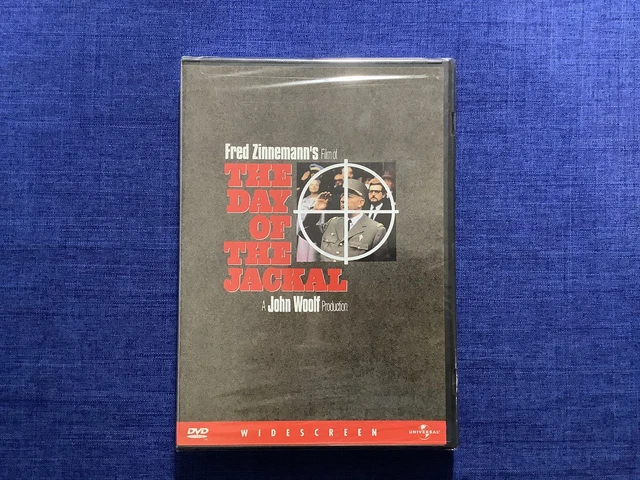 Fred Zinnemann's Film of
THE
DAY
OF
THE
JACKAL
A John Woolf Production
DVD
WIDESCREEN
UNIVERSAL